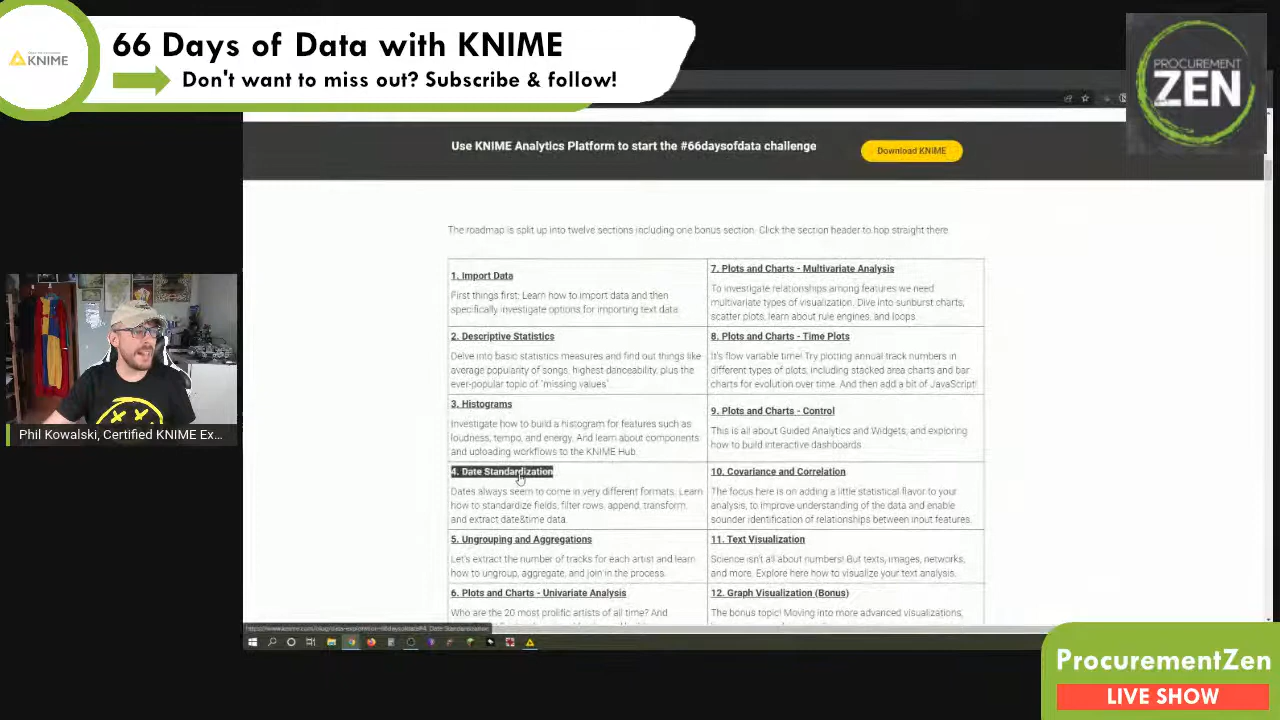 66 Days of Data with KNIME
Don't want to miss out? Subscribe & follow!
KNIME
PROCUREMENT
ZEN
Use KNIME Analytics Platform to start the #66daysofdata challenge
Download KNIME
The roadmap is split up into twelve sections including one bonus section. Click the section header to hop straight there.
1. Import Data
First things first: Learn how to import data and then
specifically investigate options for importing text data.
2. Descriptive Statistics
Delve into basic statistics measures and find out things like
average popularity of songs, highest danceability, plus the
ever-popular topic of "missing values".
3. Histograms
Investigate how to build a histogram for features such as
loudness, tempo, and energy. And learn about components
and uploading workflows to the KNIME Hub.
4. Date Standardization
Dates always seem to come in very different formats. Learn
how to standardize fields, filter rows, append, transform,
and extract date&time data.
5. Ungrouping and Aggregations
Let's extract the number of tracks for each artist and learn
how to ungroup, aggregate, and join in the process.
6. Plots and Charts - Univariate Analysis
Who are the 20 most prolific artists of all time? And
7. Plots and Charts - Multivariate Analysis
To investigate relationships among features we need
multivariate types of visualization. Dive into sunburst charts,
scatter plots, learn about rule engines, and loops.
8. Plots and Charts - Time Plots
It's flow variable time! Try plotting annual track numbers in
different types of plots, including stacked area charts and bar
charts for evolution over time. And then add a bit of JavaScript!
9. Plots and Charts - Control
This is all about Guided Analytics and Widgets, and exploring
how to build interactive dashboards.
10. Covariance and Correlation
The focus here is on adding a little statistical flavor to your
analysis, to improve understanding of the data and enable
sounder identification of relationships between input features.
11. Text Visualization
Science isn't all about numbers! But texts, images, networks,
and more. Explore here how to visualize your text analysis.
12. Graph Visualization (Bonus)
The bonus topic! Moving into more advanced visualizations,
Phil Kowalski, Certified KNIME Ex...
ProcurementZen
LIVE SHOW